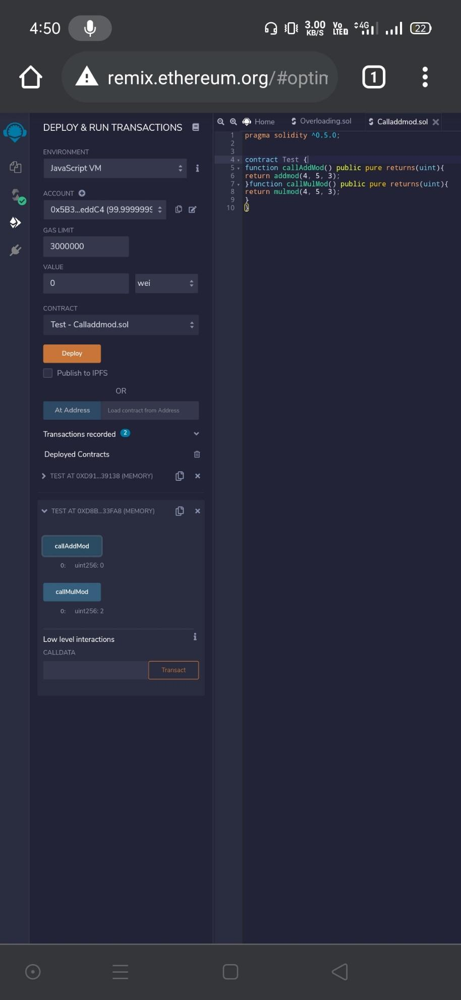 4:50
3.00
KB/S
Vo
LTE
4G
22
remix.ethereum.org/#optim
1
DEPLOY & RUN TRANSACTIONS
ENVIRONMENT
JavaScript VM
i
ACCOUNT
0x5B3...eddC4 (99.9999999
GAS LIMIT
3000000
VALUE
0
wei
CONTRACT
Test - Calladdmod.sol
Deploy
Publish to IPFS
OR
At Address
Load contract from Address
Transactions recorded 2
Deployed Contracts
TEST AT 0XD91...39138 (MEMORY)
TEST AT 0XD8B...33FA8 (MEMORY)
callAddMod
0: uint256: 0
callMulMod
0: uint256: 2
Low level interactions
i
CALLDATA
Transact
Home
Overloading.sol
Calladdmod.sol
1 pragma solidity ^0.5.0;
2
3
4 contract Test {
5 function callAddMod() public pure returns(uint){
6 return addmod(4, 5, 3);
7 }function callMulMod() public pure returns(uint){
8 return mulmod(4, 5, 3);
9 }
10 }